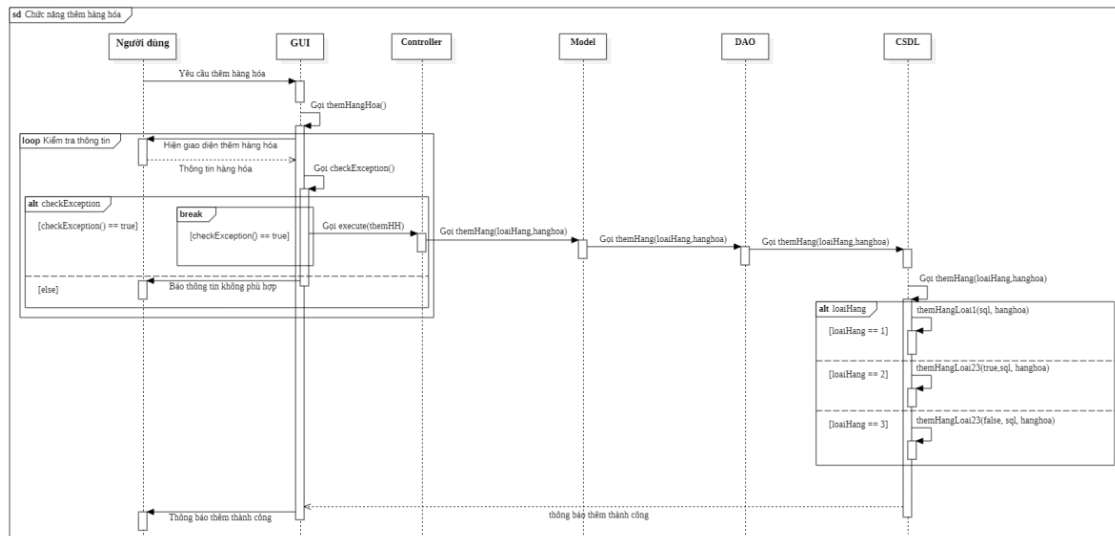 sd Chức năng thêm hàng hóa
Người dùng
GUI
Controller
Model
DAO
CSDL
Yêu cầu thêm hàng hóa
Gọi themHangHoa()
loop Kiểm tra thông tin
Hiện giao diện thêm hàng hóa
Thông tin hàng hóa
Gọi checkException()
alt checkException
break
[checkException() == true]
[checkException() == true]
Gọi execute(themHH)
Gọi themHang(loaiHang,hanghoa)
Gọi themHang(loaiHang,hanghoa)
Gọi themHang(loaiHang,hanghoa)
[else]
Báo thông tin không phù hợp
Gọi themHang(loaiHang,hanghoa)
alt loaiHang
themHangLoai1(sql, hanghoa)
[loaiHang == 1]
themHangLoai23(true,sql, hanghoa)
[loaiHang == 2]
themHangLoai23(false, sql, hanghoa)
[loaiHang == 3]
Thông báo thêm thành công
thông báo thêm thành công